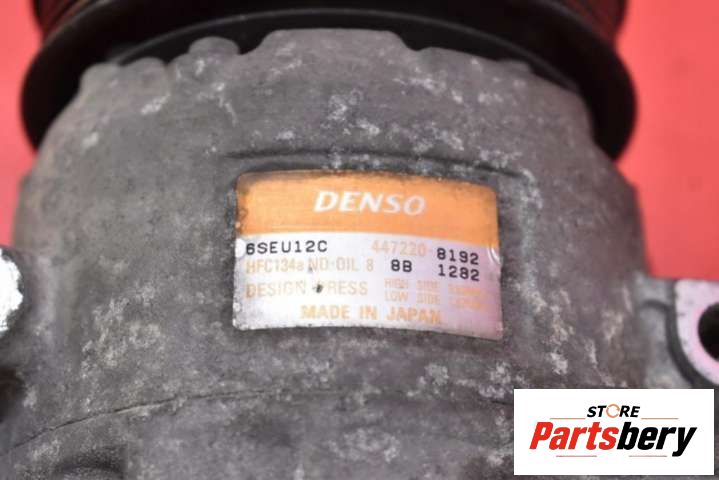 DENSO
6SEU12C 447220-8192
HFC134a ND-OIL 8 8B 1282
DESIGN PRESS HIGH SIDE
LOW SIDE
MADE IN JAPAN
STORE
Partsbery